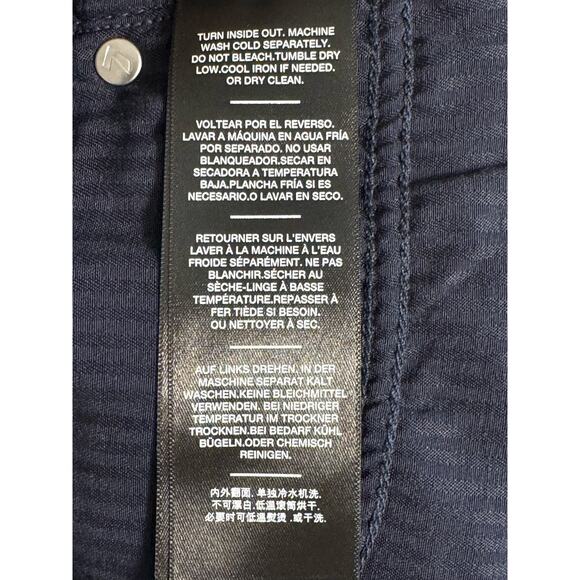 TURN INSIDE OUT. MACHINE
WASH COLD SEPARATELY.
DO NOT BLEACH.TUMBLE DRY
LOW.COOL IRON IF NEEDED.
OR DRY CLEAN.
VOLTEAR POR EL REVERSO.
LAVAR A MÁQUINA EN AGUA FRÍA
POR SEPARADO. NO USAR
BLANQUEADOR.SECAR EN
SECADORA A TEMPERATURA
BAJA.PLANCHA FRÍA SI ES
NECESARIO.O LAVAR EN SECO.
RETOURNER SUR L'ENVERS
LAVER À LA MACHINE À L'EAU
FROIDE SÉPARÉMENT. NE PAS
BLANCHIR.SÉCHER AU
SÈCHE-LINGE À BASSE
TEMPÉRATURE.REPASSER À
FER TIÈDE SI BESOIN.
OU NETTOYER À SEC.
AUF LINKS DREHEN. IN DER
MASCHINE SEPARAT KALT
WASCHEN.KEINE BLEICHMITTEL
VERWENDEN. BEI NIEDRIGER
TEMPERATUR IM TROCKNER
TROCKNEN.BEI BEDARF KÜHL
BÜGELN.ODER CHEMISCH
REINIGEN.
内外翻面. 单独冷水机洗.
不可漂白. 低温滚筒烘干.
必要时可低温熨烫 .或干洗.